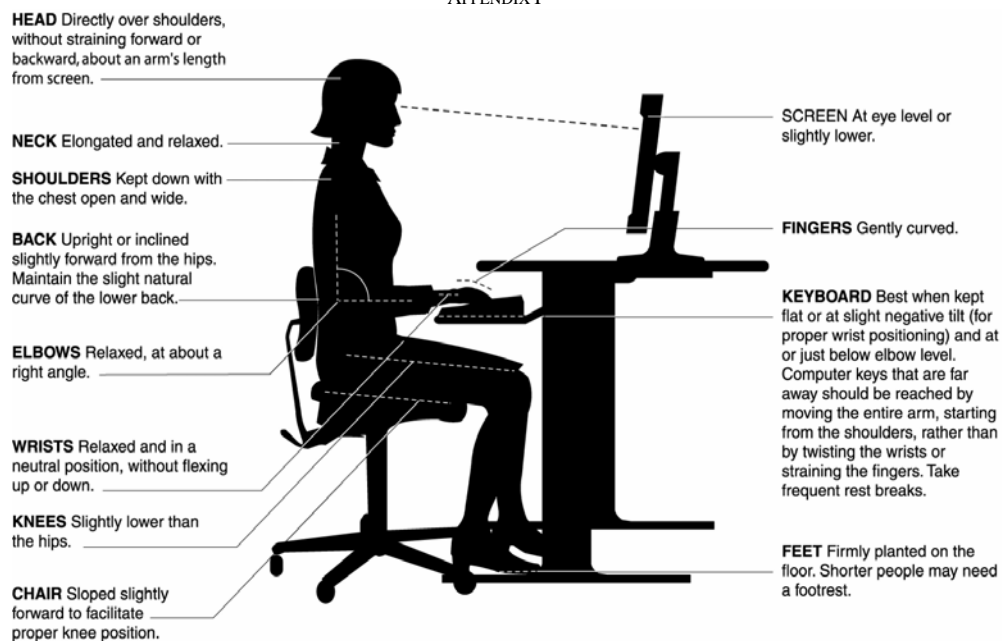 APPENDIX I
HEAD Directly over shoulders,
without straining forward or
backward, about an arm's length
from screen.
NECK Elongated and relaxed.
SHOULDERS Kept down with
the chest open and wide.
BACK Upright or inclined
slightly forward from the hips.
Maintain the slight natural
curve of the lower back.
ELBOWS Relaxed, at about a
right angle.
WRISTS Relaxed and in a
neutral position, without flexing
up or down.
KNEES Slightly lower than
the hips.
CHAIR Sloped slightly
forward to facilitate
proper knee position.
SCREEN At eye level or
slightly lower.
FINGERS Gently curved.
KEYBOARD Best when kept
flat or at slight negative tilt (for
proper wrist positioning) and at
or just below elbow level.
Computer keys that are far
away should be reached by
moving the entire arm, starting
from the shoulders, rather than
by twisting the wrists or
straining the fingers. Take
frequent rest breaks.
FEET Firmly planted on the
floor. Shorter people may need
a footrest.